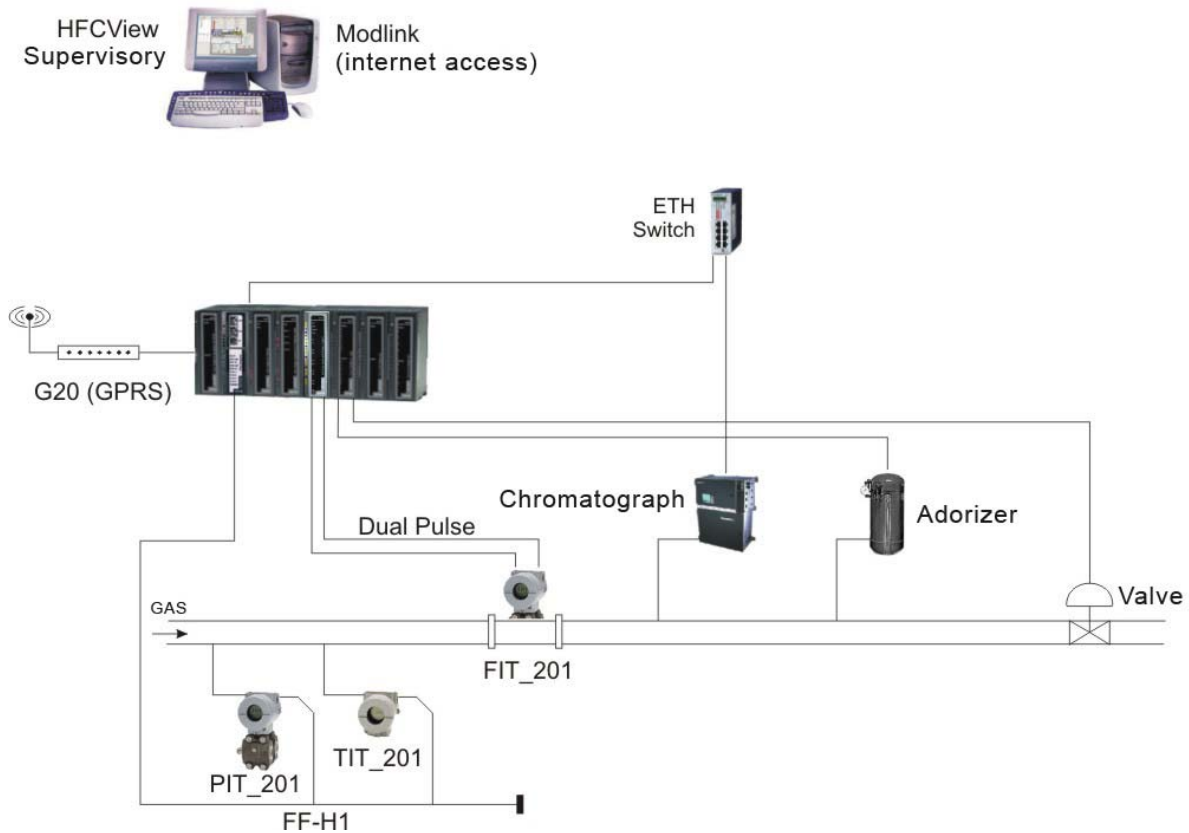 HFCView
Supervisory
Modlink
(internet access)
ETH
Switch
G20 (GPRS)
Chromatograph
Adorizer
Dual Pulse
Valve
GAS
FIT_201
TIT_201
PIT_201
FF-H1